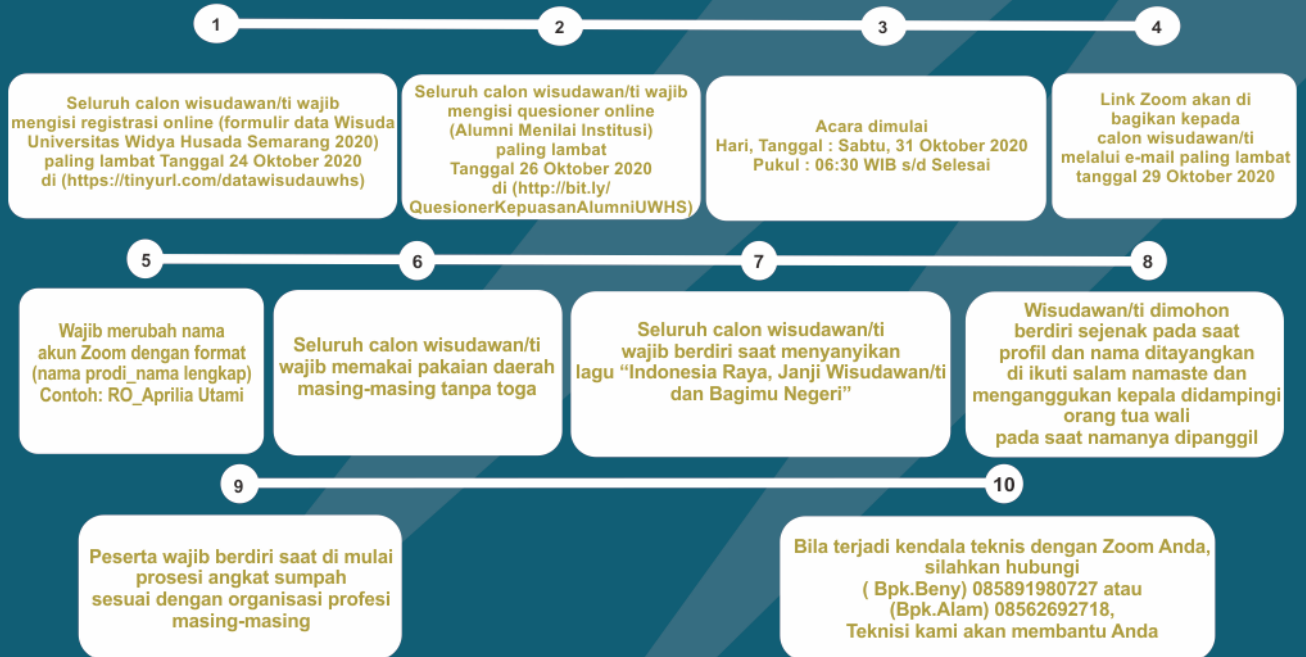 1
2
3
4
Seluruh calon wisudawan/ti wajib
mengisi registrasi online (formulir data Wisuda
Universitas Widya Husada Semarang 2020)
paling lambat Tanggal 24 Oktober 2020
di (https://tinyurl.com/datawisudauwhs)
Seluruh calon wisudawan/ti wajib
mengisi quesioner online
(Alumni Menilai Institusi)
paling lambat
Tanggal 26 Oktober 2020
di (http://bit.ly/
QuesionerKepuasanAlumniUWHS)
Acara dimulai
Hari, Tanggal : Sabtu, 31 Oktober 2020
Pukul : 06:30 WIB s/d Selesai
Link Zoom akan di
bagikan kepada
calon wisudawan/ti
melalui e-mail paling lambat
tanggal 29 Oktober 2020
5
6
7
8
Wajib merubah nama
akun Zoom dengan format
(nama prodi_nama lengkap)
Contoh: RO_Aprilia Utami
Seluruh calon wisudawan/ti
wajib memakai pakaian daerah
masing-masing tanpa toga
Seluruh calon wisudawan/ti
wajib berdiri saat menyanyikan
lagu “Indonesia Raya, Janji Wisudawan/ti
dan Bagimu Negeri”
Wisudawan/ti dimohon
berdiri sejenak pada saat
profil dan nama ditayangkan
di ikuti salam namaste dan
menganggukan kepala didampingi
orang tua wali
pada saat namanya dipanggil
9
10
Peserta wajib berdiri saat di mulai
prosesi angkat sumpah
sesuai dengan organisasi profesi
masing-masing
Bila terjadi kendala teknis dengan Zoom Anda,
silahkan hubungi
( Bpk.Beny) 085891980727 atau
(Bpk.Alam) 08562692718,
Teknisi kami akan membantu Anda